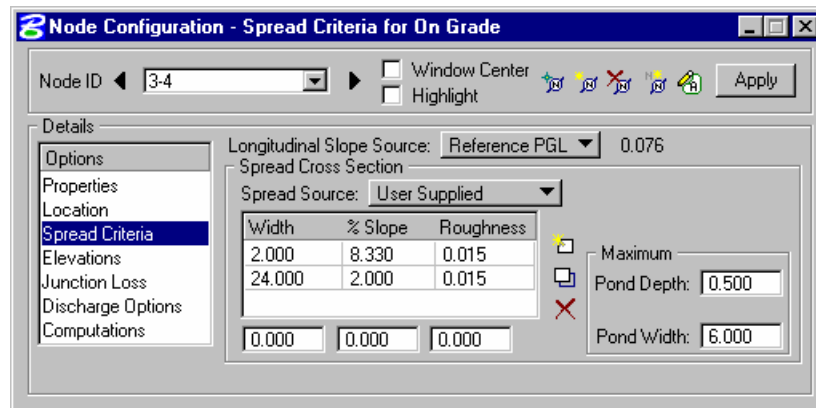 Node Configuration - Spread Criteria for On Grade
Node ID 3-4 Window Center Highlight Apply
Details
Options
Properties
Location
Spread Criteria
Elevations
Junction Loss
Discharge Options
Computations
Longitudinal Slope Source: Reference PGL 0.076
Spread Cross Section
Spread Source: User Supplied
Width % Slope Roughness
2.000 8.330 0.015
24.000 2.000 0.015
0.000 0.000 0.000
Maximum
Pond Depth: 0.500
Pond Width: 6.000